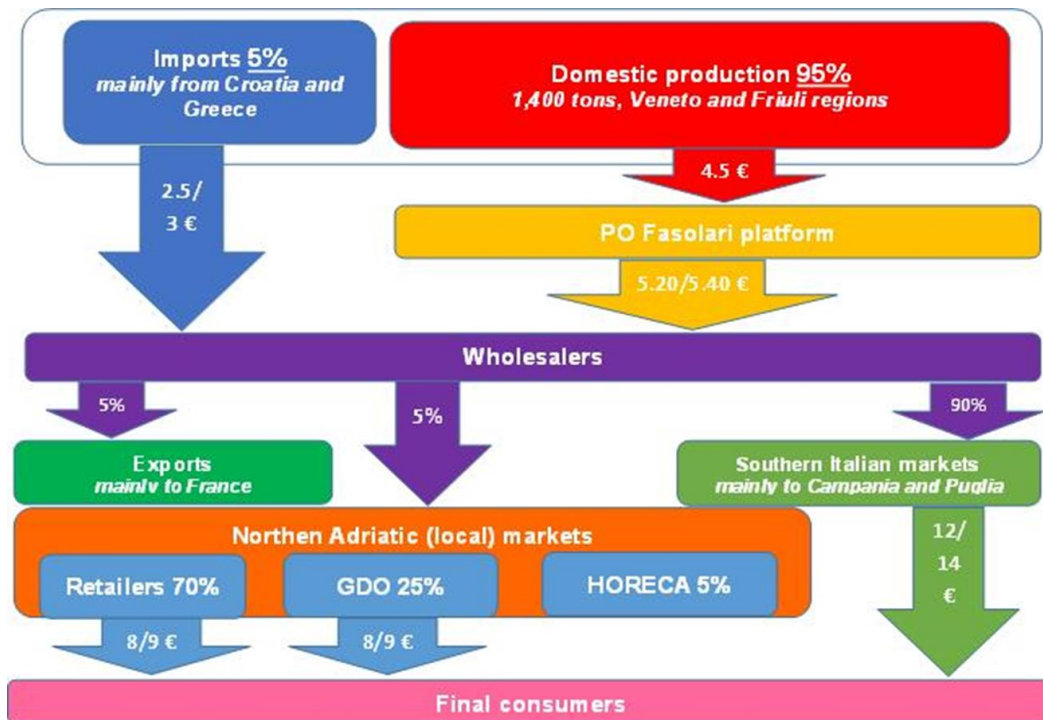 Imports 5%
mainly from Croatia and
Greece
Domestic production 95%
1,400 tons, Veneto and Friuli regions
2.5/
3 €
4.5 €
PO Fasolari platform
5.20/5.40 €
Wholesalers
5%
5%
90%
Exports
mainly to France
Southern Italian markets
mainly to Campania and Puglia
Northen Adriatic (local) markets
Retailers 70%
GDO 25%
HORECA 5%
12/
14
€
8/9 €
8/9 €
Final consumers